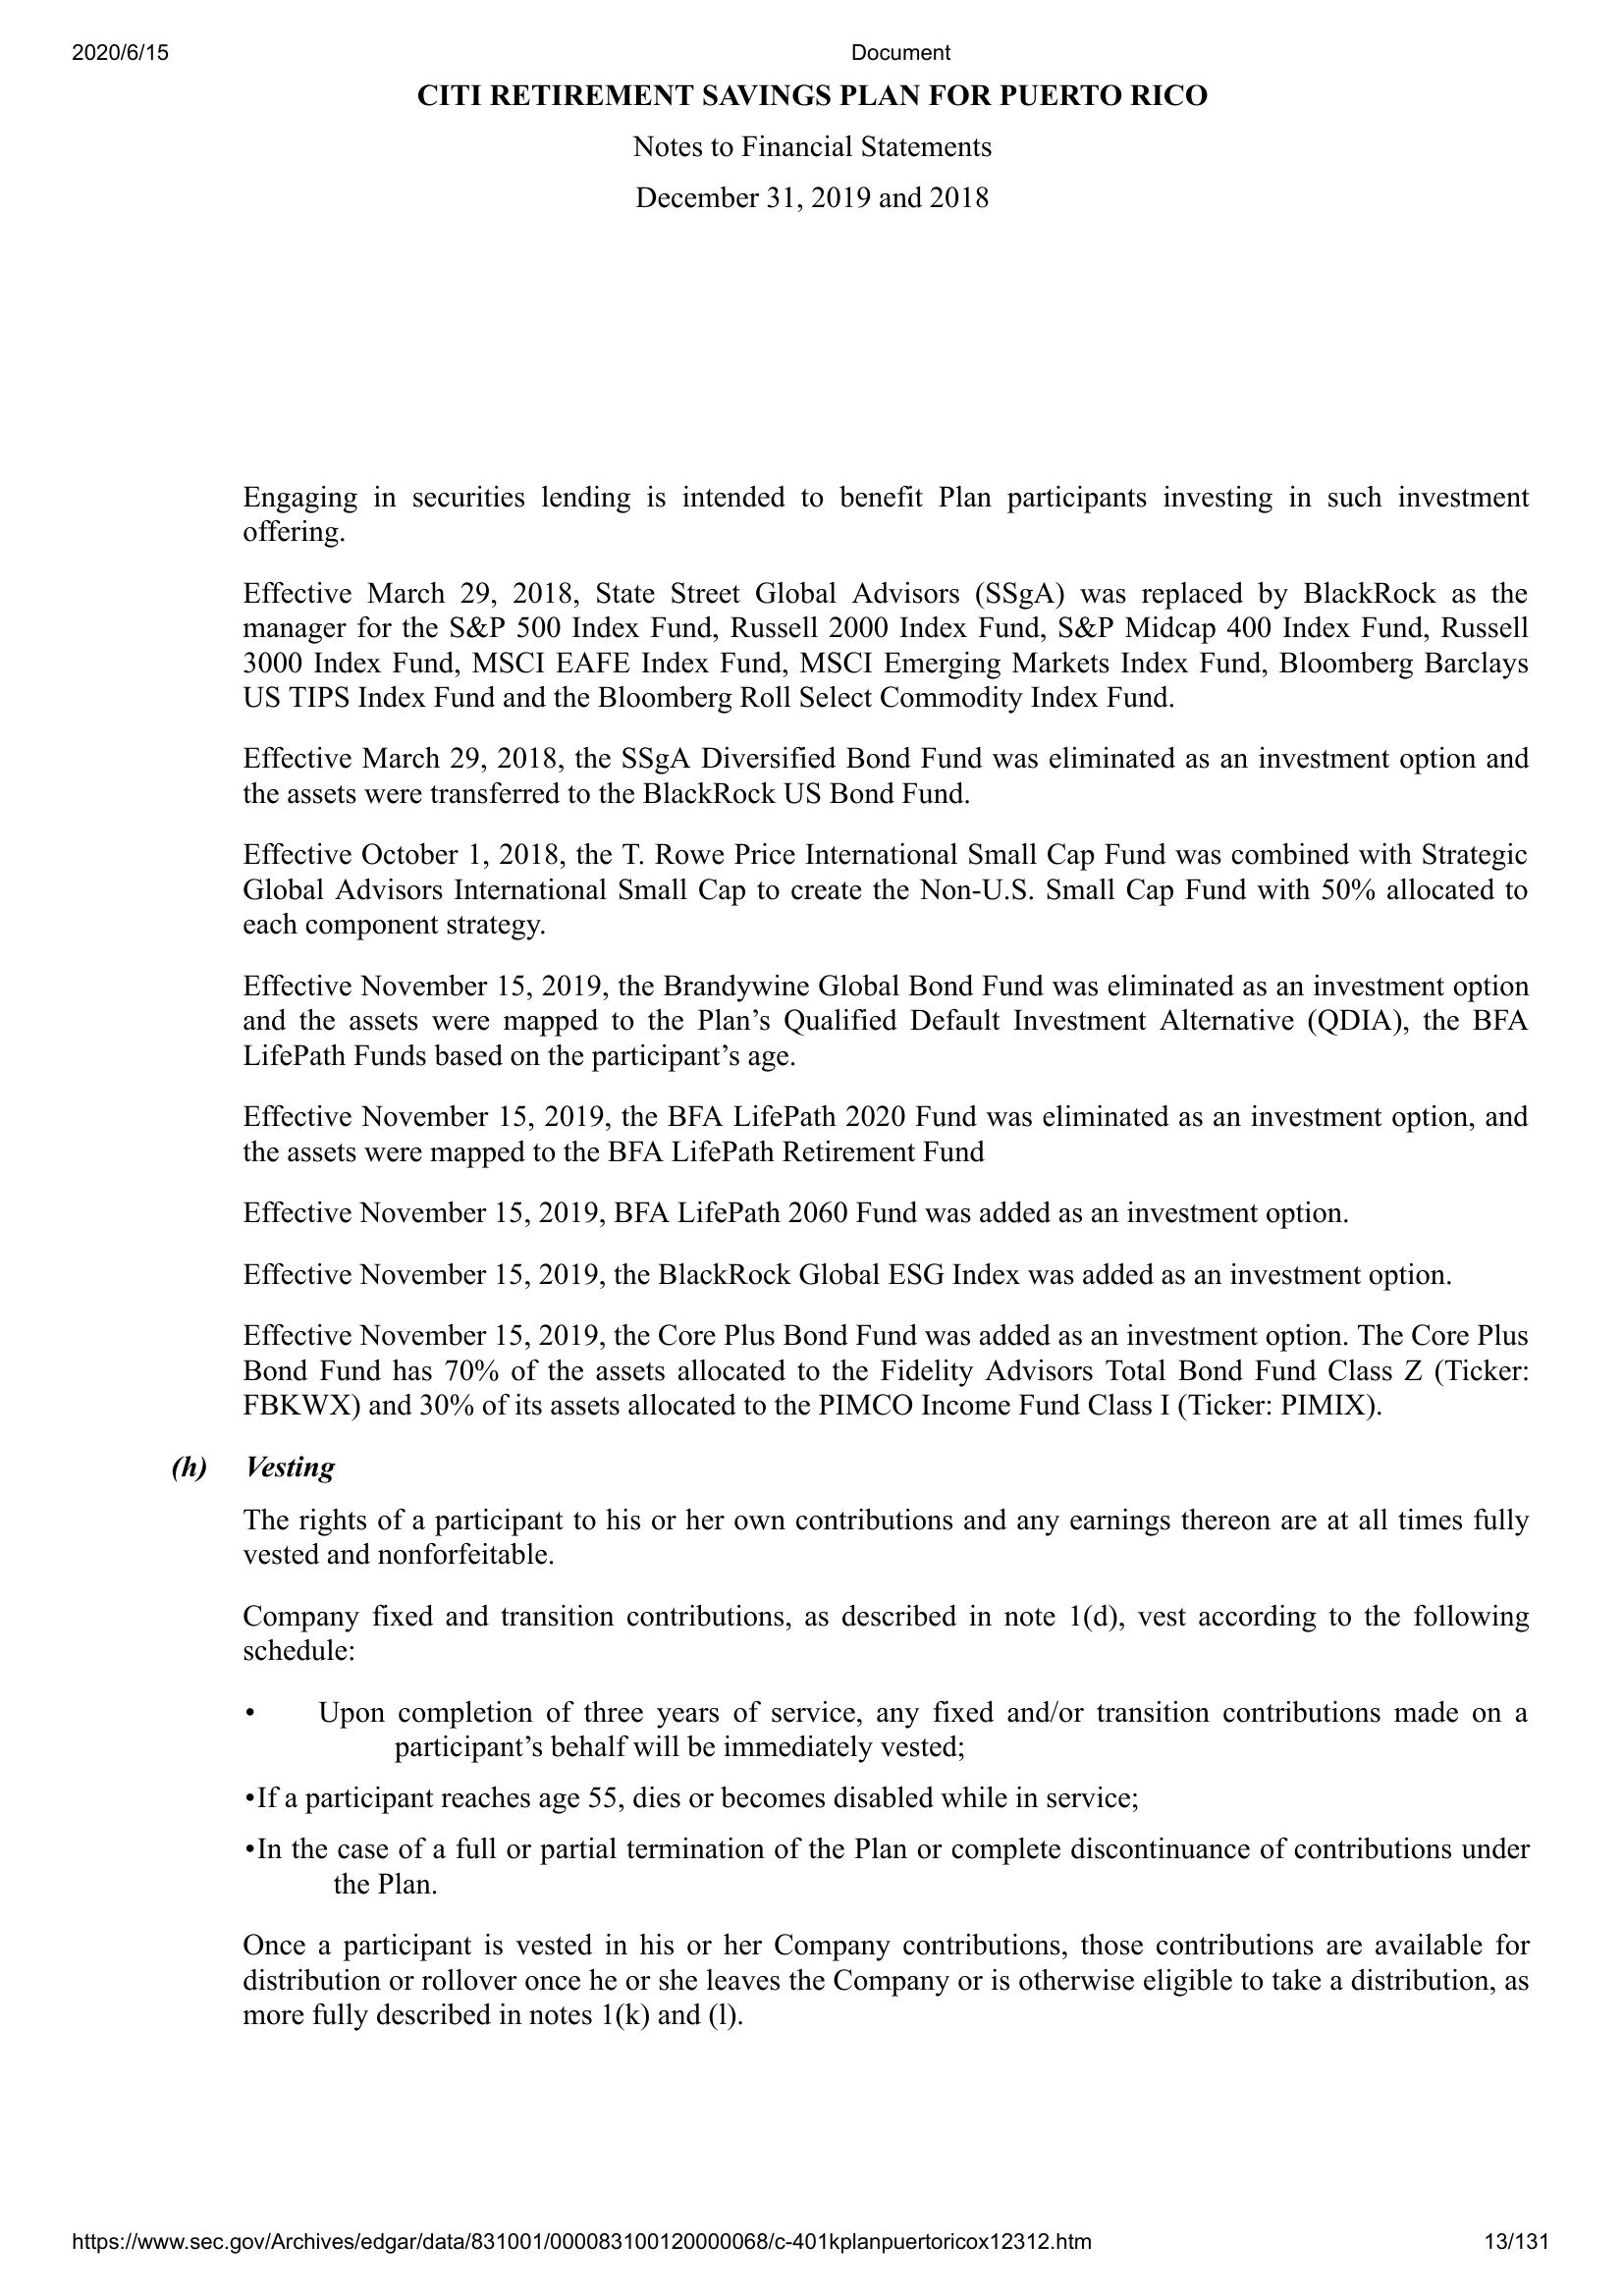 2020/6/15 Document
CITI RETIREMENT SAVINGS PLAN FOR PUERTO RICO
Notes to Financial Statements
December 31, 2019 and 2018
Engaging in securities lending is intended to benefit Plan participants investing in such investment
offering.
Effective March 29, 2018, State Street Global Advisors (SSgA) was replaced by BlackRock as the
manager for the S&P 500 Index Fund, Russell 2000 Index Fund, S&P Midcap 400 Index Fund, Russell
3000 Index Fund, MSCI EAFE Index Fund, MSCI Emerging Markets Index Fund, Bloomberg Barclays
US TIPS Index Fund and the Bloomberg Roll Select Commodity Index Fund.
Effective March 29, 2018, the SSgA Diversified Bond Fund was eliminated as an investment option and
the assets were transferred to the BlackRock US Bond Fund.
Effective October 1, 2018, the T. Rowe Price International Small Cap Fund was combined with Strategic
Global Advisors International Small Cap to create the Non-U.S. Small Cap Fund with 50% allocated to
each component strategy.
Effective November 15, 2019, the Brandywine Global Bond Fund was eliminated as an investment option
and the assets were mapped to the Plan’s Qualified Default Investment Alternative (QDIA), the BFA
LifePath Funds based on the participant’s age.
Effective November 15, 2019, the BFA LifePath 2020 Fund was eliminated as an investment option, and
the assets were mapped to the BFA LifePath Retirement Fund
Effective November 15, 2019, BFA LifePath 2060 Fund was added as an investment option.
Effective November 15, 2019, the BlackRock Global ESG Index was added as an investment option.
Effective November 15, 2019, the Core Plus Bond Fund was added as an investment option. The Core Plus
Bond Fund has 70% of the assets allocated to the Fidelity Advisors Total Bond Fund Class Z (Ticker:
FBKWX) and 30% of its assets allocated to the PIMCO Income Fund Class I (Ticker: PIMIX).
(h) Vesting
The rights of a participant to his or her own contributions and any earnings thereon are at all times fully
vested and nonforfeitable.
Company fixed and transition contributions, as described in note 1(d), vest according to the following
schedule:
• Upon completion of three years of service, any fixed and/or transition contributions made on a
participant’s behalf will be immediately vested;
•If a participant reaches age 55, dies or becomes disabled while in service;
•In the case of a full or partial termination of the Plan or complete discontinuance of contributions under
the Plan.
Once a participant is vested in his or her Company contributions, those contributions are available for
distribution or rollover once he or she leaves the Company or is otherwise eligible to take a distribution, as
more fully described in notes 1(k) and (l).
https://www.sec.gov/Archives/edgar/data/831001/000083100120000068/c-401kplanpuertoricox12312.htm 13/131